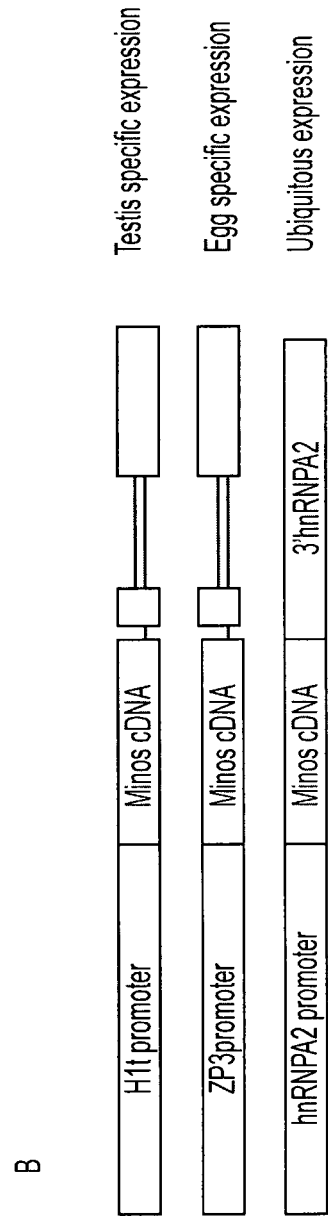 B
H1t promoter Minos cDNA Testis specific expression
ZP3promoter Minos cDNA Egg specific expression
hnRNPA2 promoter Minos cDNA 3'hnRNPA2 Ubiquitous expression